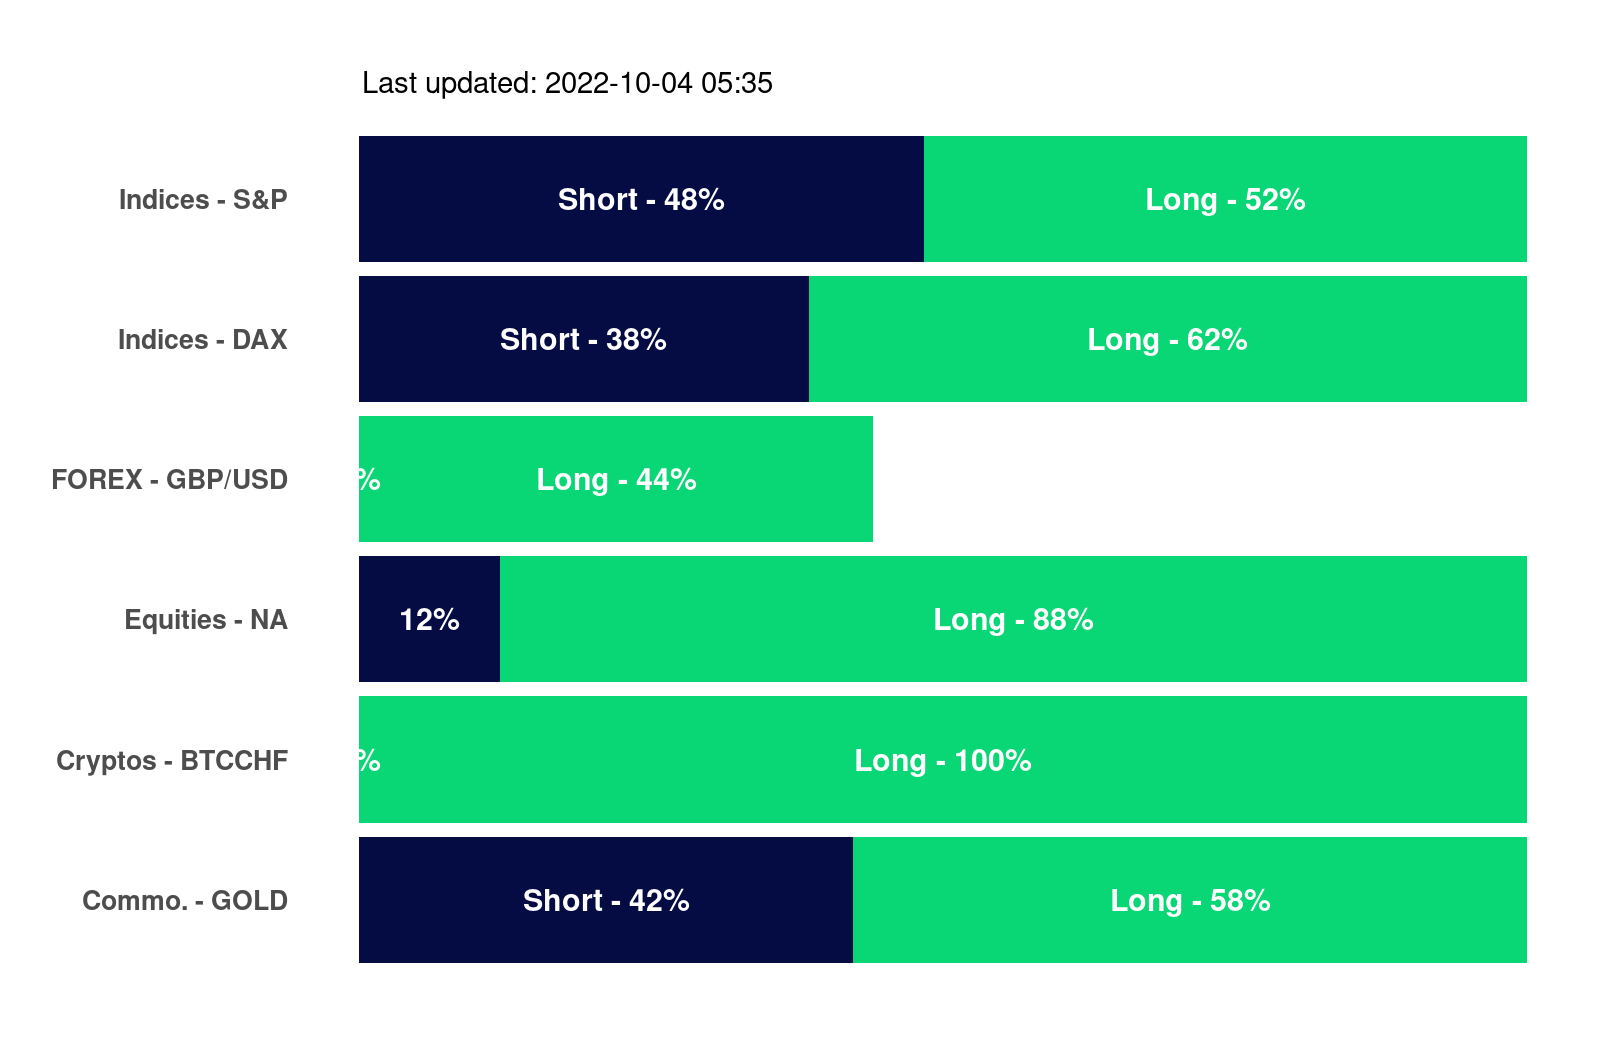 Last updated: 2022-10-04 05:35
Indices - S&P
Short - 48%
Long - 52%
Indices - DAX
Short - 38%
Long - 62%
FOREX - GBP/USD
%
Long - 44%
Equities - NA
12%
Long - 88%
Cryptos - BTCCHF
%
Long - 100%
Commo. - GOLD
Short - 42%
Long - 58%